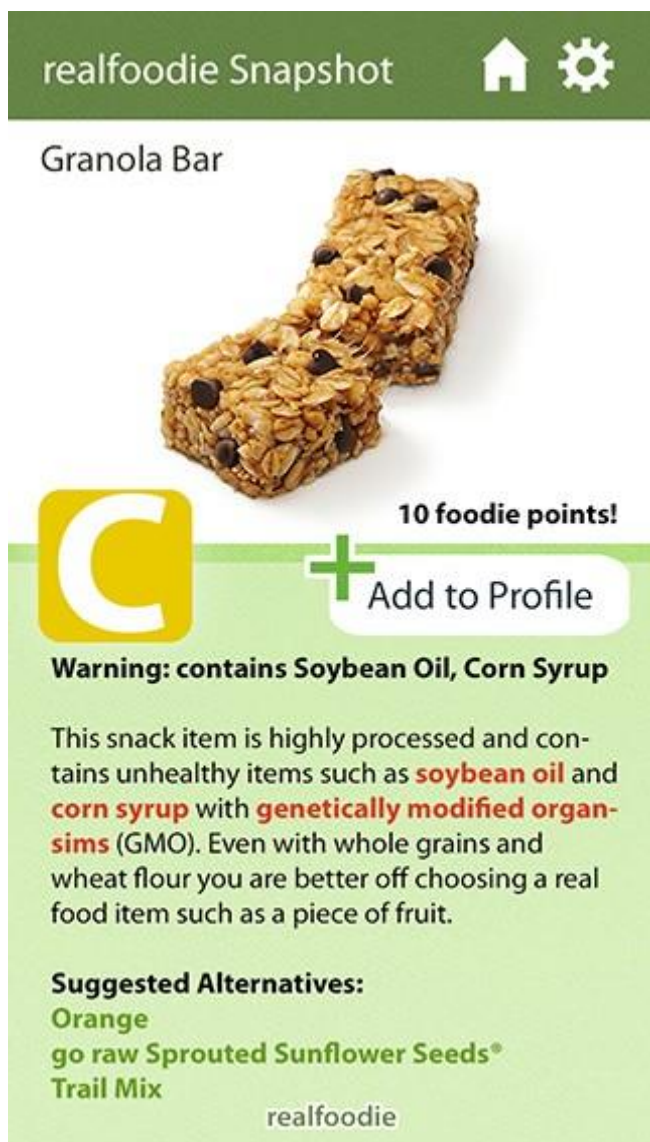 realfoodie Snapshot
Granola Bar
10 foodie points!
C
+
Add to Profile
Warning: contains Soybean Oil, Corn Syrup
This snack item is highly processed and con-
tains unhealthy items such as soybean oil and
corn syrup with genetically modified organ-
sims (GMO). Even with whole grains and
wheat flour you are better off choosing a real
food item such as a piece of fruit.
Suggested Alternatives:
Orange
go raw Sprouted Sunflower Seeds®
Trail Mix
realfoodie